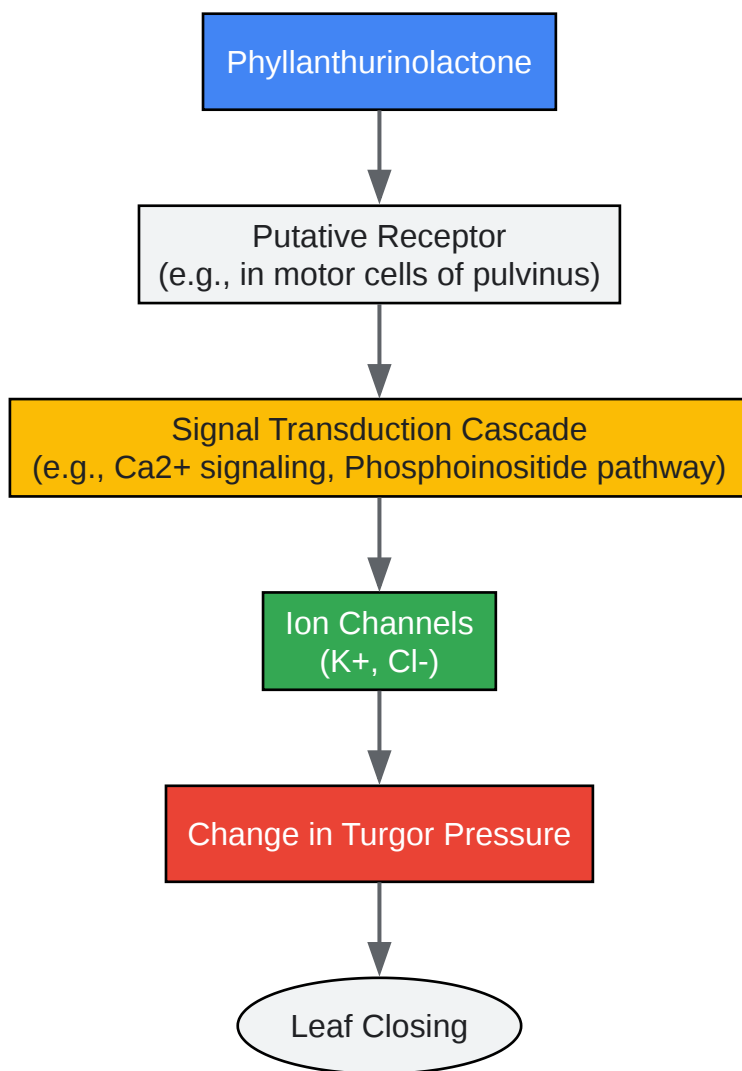 Phyllanthurinolactone
Putative Receptor
(e.g., in motor cells of pulvinus)
Signal Transduction Cascade
(e.g., Ca2+ signaling, Phosphoinositide pathway)
Ion Channels
(K+, Cl-)
Change in Turgor Pressure
Leaf Closing